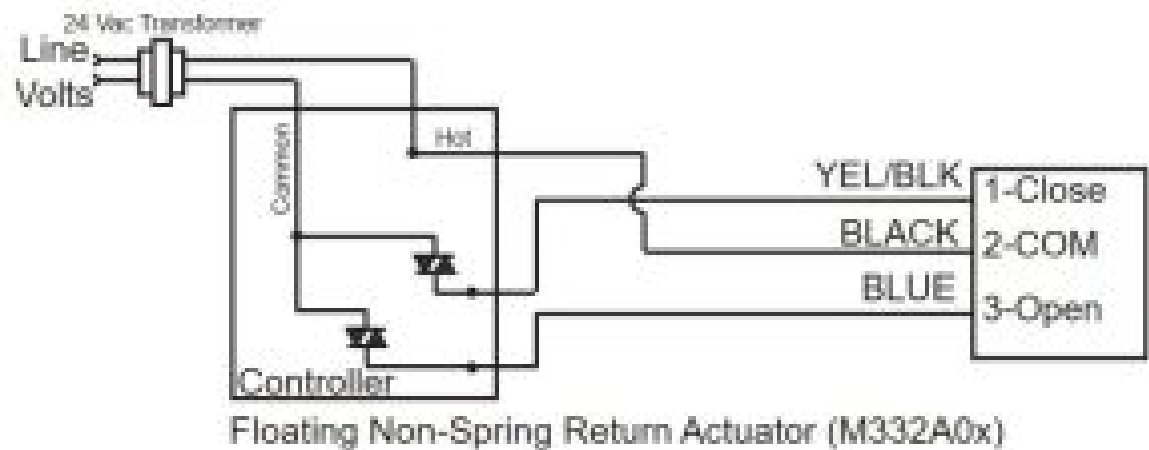 24 Vac Transformer
Line
Volts
Common
Hot
YEL/BLK
1-Close
BLACK
2-COM
BLUE
3-Open
Controller
Floating Non-Spring Return Actuator (M332A0x)